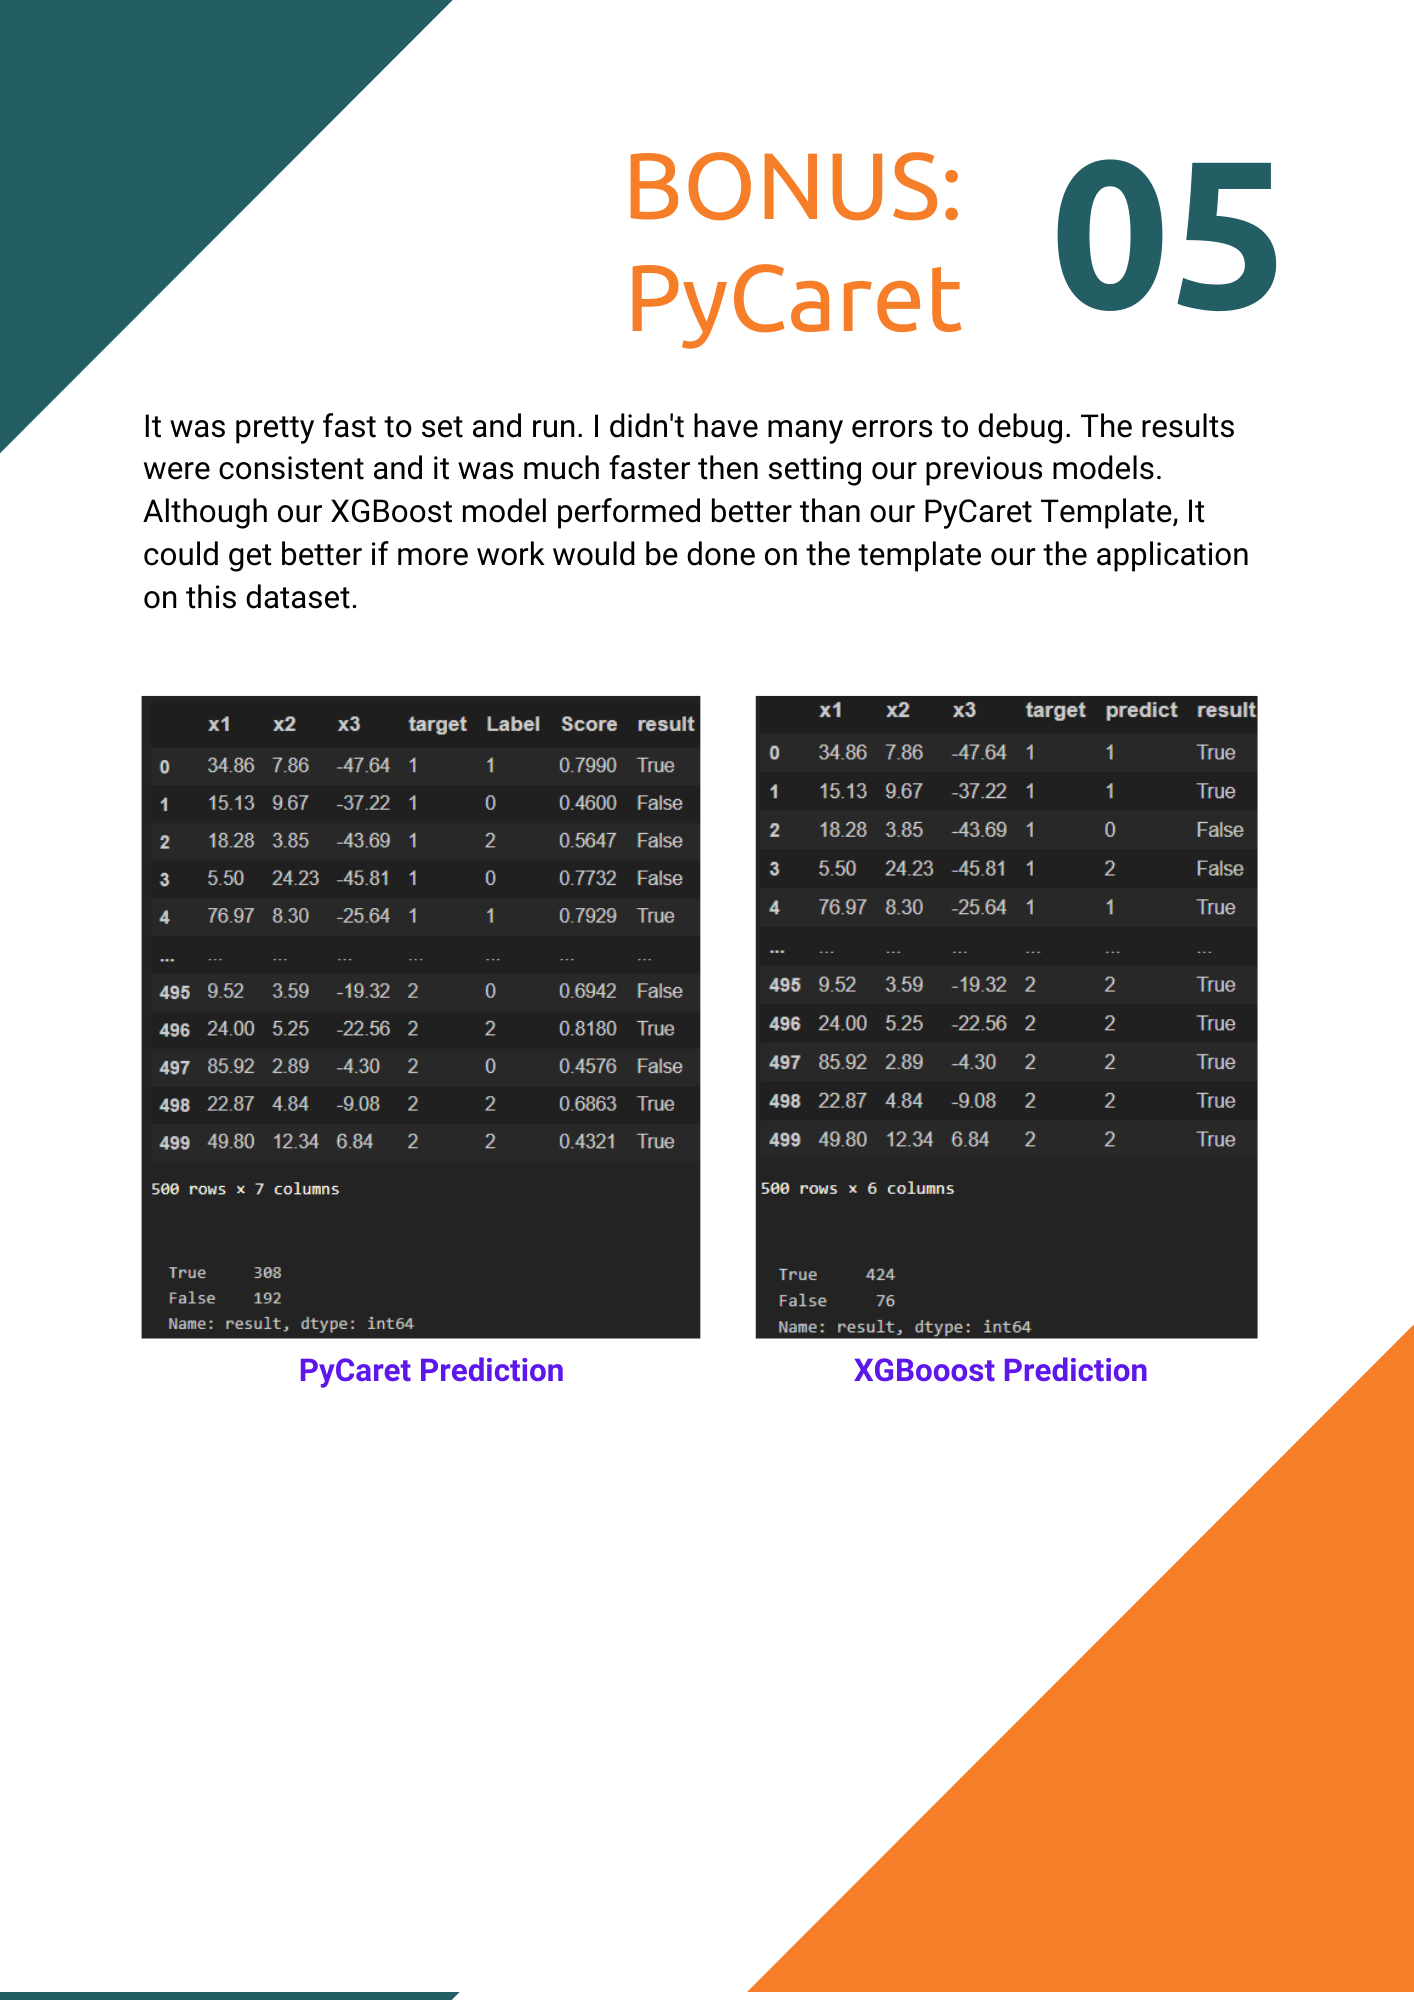 BONUS:
PyCaret
05
It was pretty fast to set and run. I didn't have many errors to debug. The results
were consistent and it was much faster then setting our previous models.
Although our XGBoost model performed better than our PyCaret Template, It
could get better if more work would be done on the template our the application
on this dataset.
x1 x2 x3 target Label Score result
0 34.86 7.86 -47.64 1 1 0.7990 True
1 15.13 9.67 -37.22 1 0 0.4600 False
2 18.28 3.85 -43.69 1 2 0.5647 False
3 5.50 24.23 -45.81 1 0 0.7732 False
4 76.97 8.30 -25.64 1 1 0.7929 True
... ... ... ... ... ... ... ...
495 9.52 3.59 -19.32 2 0 0.6942 False
496 24.00 5.25 -22.56 2 2 0.8180 True
497 85.92 2.89 -4.30 2 0 0.4576 False
498 22.87 4.84 -9.08 2 2 0.6863 True
499 49.80 12.34 6.84 2 2 0.4321 True
500 rows × 7 columns
True 308
False 192
Name: result, dtype: int64
PyCaret Prediction
x1 x2 x3 target predict result
0 34.86 7.86 -47.64 1 1 True
1 15.13 9.67 -37.22 1 1 True
2 18.28 3.85 -43.69 1 0 False
3 5.50 24.23 -45.81 1 2 False
4 76.97 8.30 -25.64 1 1 True
... ... ... ... ... ... ...
495 9.52 3.59 -19.32 2 2 True
496 24.00 5.25 -22.56 2 2 True
497 85.92 2.89 -4.30 2 2 True
498 22.87 4.84 -9.08 2 2 True
499 49.80 12.34 6.84 2 2 True
500 rows × 6 columns
True 424
False 76
Name: result, dtype: int64
XGBooost Prediction